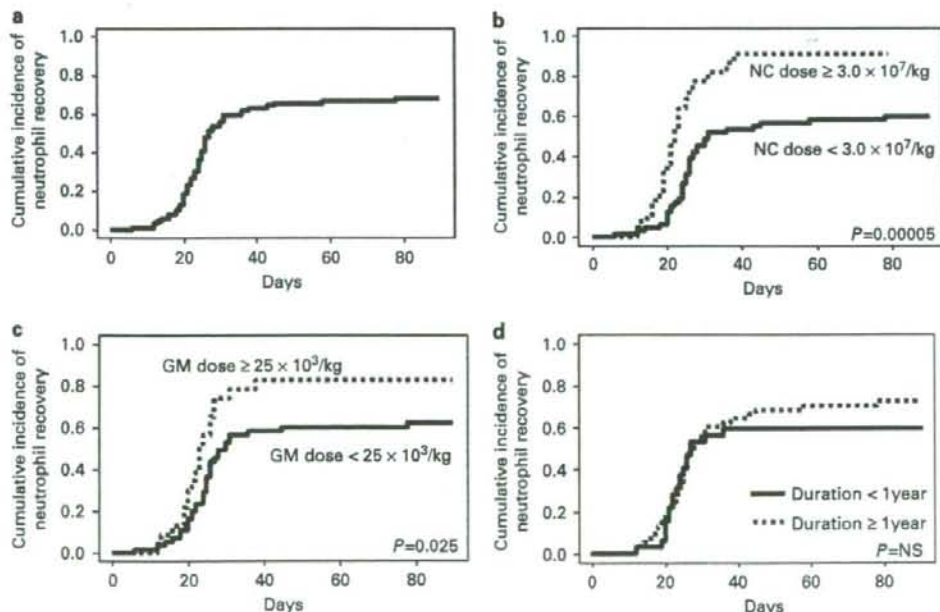 a
Cumulative incidence of
neutrophil recovery
1.0
0.8
0.6
0.4
0.2
0.0
0 20 40 60 80
Days
b
Cumulative incidence of
neutrophil recovery
1.0
0.8
0.6
0.4
0.2
0.0
NC dose ≥ 3.0 × 10⁷/kg
NC dose < 3.0 × 10⁷/kg
P=0.00005
0 20 40 60 80
Days
c
Cumulative incidence of
neutrophil recovery
1.0
0.8
0.6
0.4
0.2
0.0
GM dose ≥ 25 × 10³/kg
GM dose < 25 × 10³/kg
P=0.025
0 20 40 60 80
Days
d
Cumulative incidence of
neutrophil recovery
1.0
0.8
0.6
0.4
0.2
0.0
Duration < 1year
Duration ≥ 1year
P=NS
0 20 40 60 80
Days